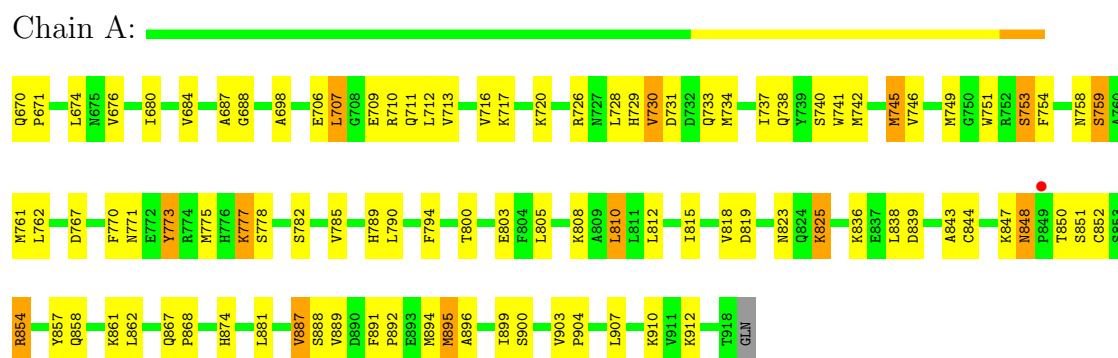 Chain A:
Q670 P671 L674 N675 V676 I680 V684 A687 G688 A698 E706 L707 G708 E709 R710 Q711 L712 V713 V716 K717 K720 R726 N727 L728 H729 V730 D731 D732 Q733 M734 I737 Q738 Y739 S740 W741 M742 M745 V746 M749 G750 W751 R752 S753 F754 N758 S759 A760
M761 L762 D767 F770 N771 E772 Y773 R774 M775 H776 K777 S778 S782 V785 H789 L790 F794 T800 E803 F804 L805 K808 A809 L810 L811 L812 I815 V818 D819 N823 Q824 K825 K836 E837 L838 D839 A843 C844 K847 N848 P849 T850 S851 C852 S853
R854 Y857 Q858 K861 L862 Q867 P868 H874 L881 V887 S888 V889 D890 F891 P892 E893 M894 M895 A896 I899 S900 V903 P904 L907 K910 V911 K912 T918 GLN